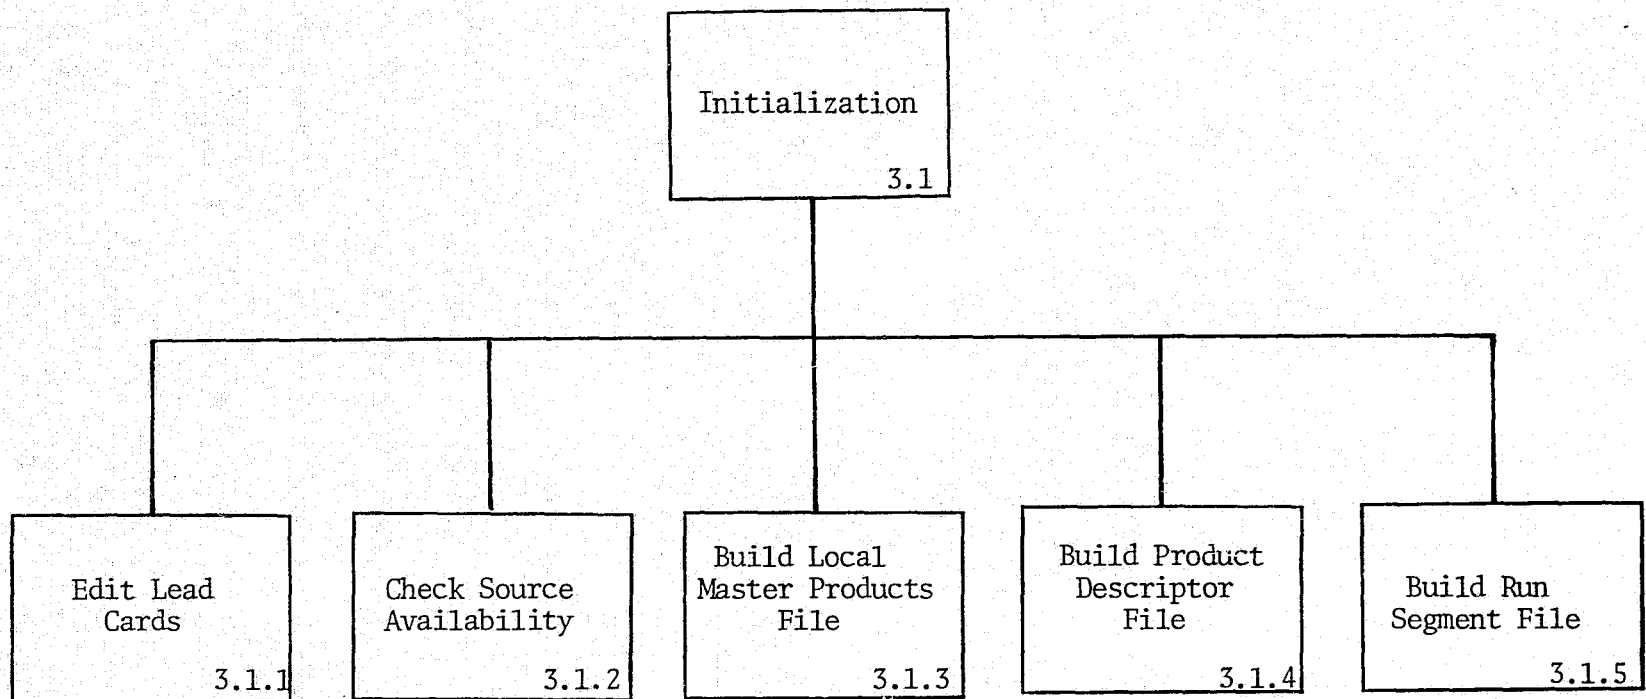 Initialization
3.1
Edit Lead
Cards
3.1.1
Check Source
Availability
3.1.2
Build Local
Master Products
File
3.1.3
Build Product
Descriptor
File
3.1.4
Build Run
Segment File
3.1.5